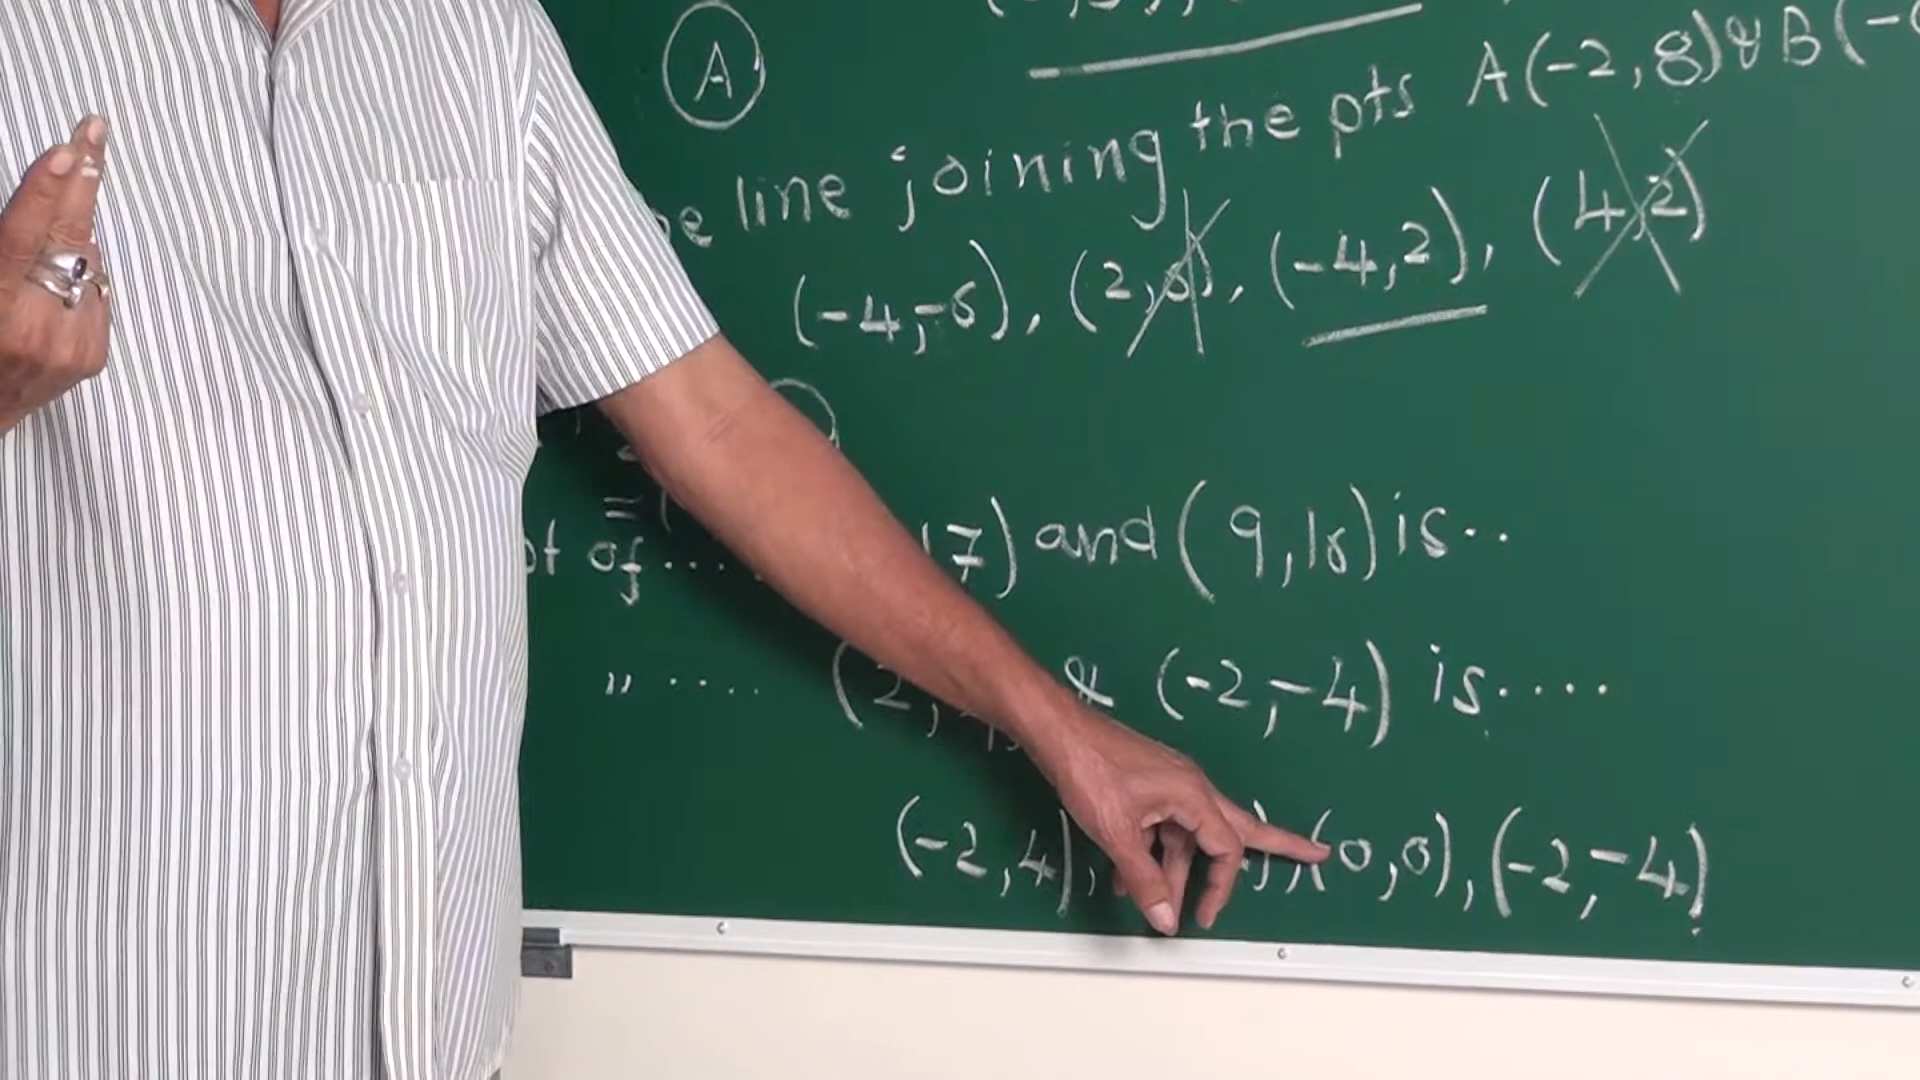 A
line joining the pts A(-2,8) & B(-
(-4,-6), (2,6), (-4,2), (4,2)
= (
of.... 17) and (9,18) is..
" .... (2, & (-2,-4) is....
(-2,4), ), (0,0), (-2,-4)